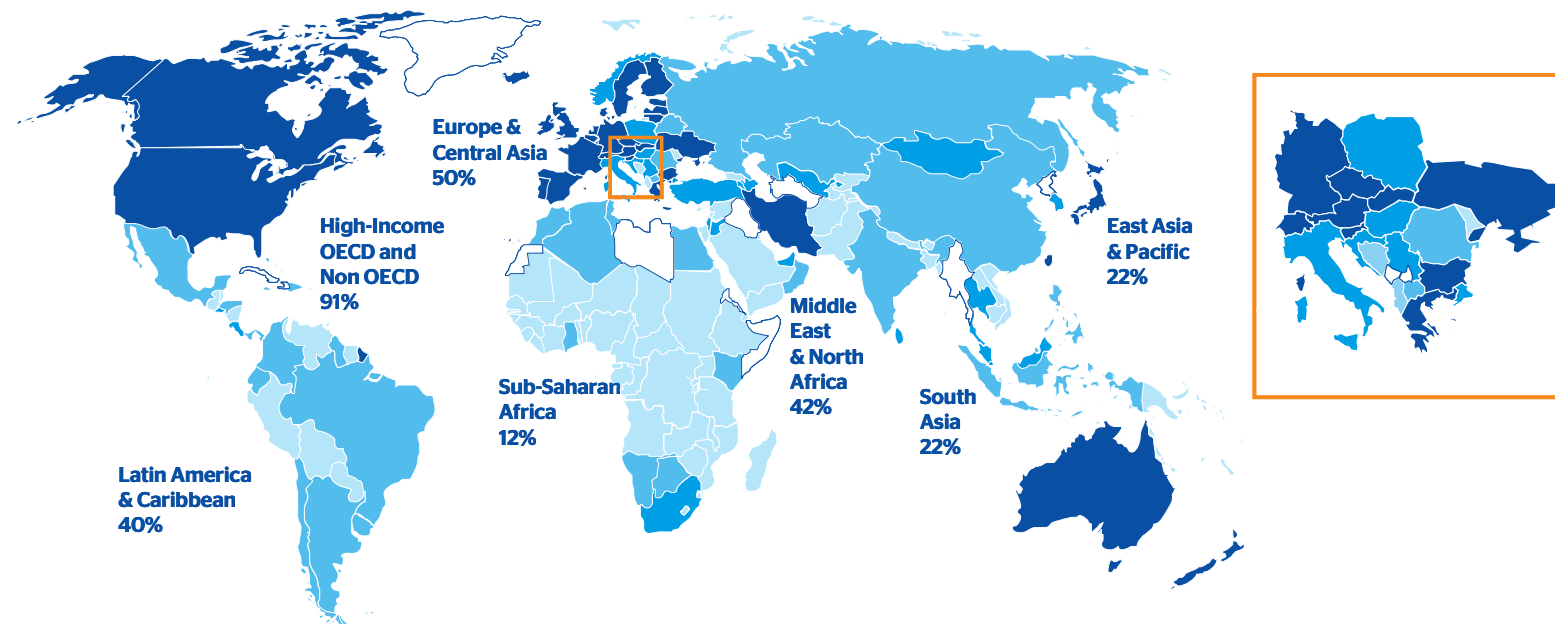 Europe &
Central Asia
50%
High-Income
OECD and
Non OECD
91%
East Asia
& Pacific
22%
Middle
East
& North
Africa
42%
Sub-Saharan
Africa
12%
South
Asia
22%
Latin America
& Caribbean
40%